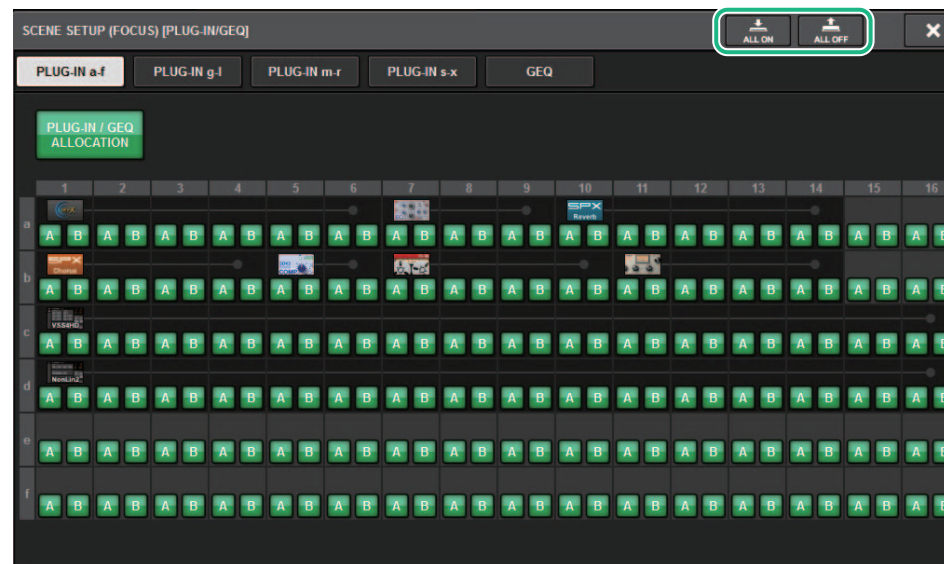 SCENE SETUP (FOCUS) [PLUG-IN/GEQ] ALL ON ALL OFF
PLUG-IN a-f PLUG-IN g-l PLUG-IN m-r PLUG-IN s-x GEQ
PLUG-IN / GEQ
ALLOCATION
1 2 3 4 5 6 7 8 9 10 11 12 13 14 15 16
SPX
Reverb
a A B A B A B A B A B A B A B A B A B A B A B A B A B A B A B A B
SPX
Chorus COMP
b A B A B A B A B A B A B A B A B A B A B A B A B A B A B A B A B
VSS4HD
c A B A B A B A B A B A B A B A B A B A B A B A B A B A B A B A B
NonLin2
d A B A B A B A B A B A B A B A B A B A B A B A B A B A B A B A B
e A B A B A B A B A B A B A B A B A B A B A B A B A B A B A B A B
f A B A B A B A B A B A B A B A B A B A B A B A B A B A B A B A B